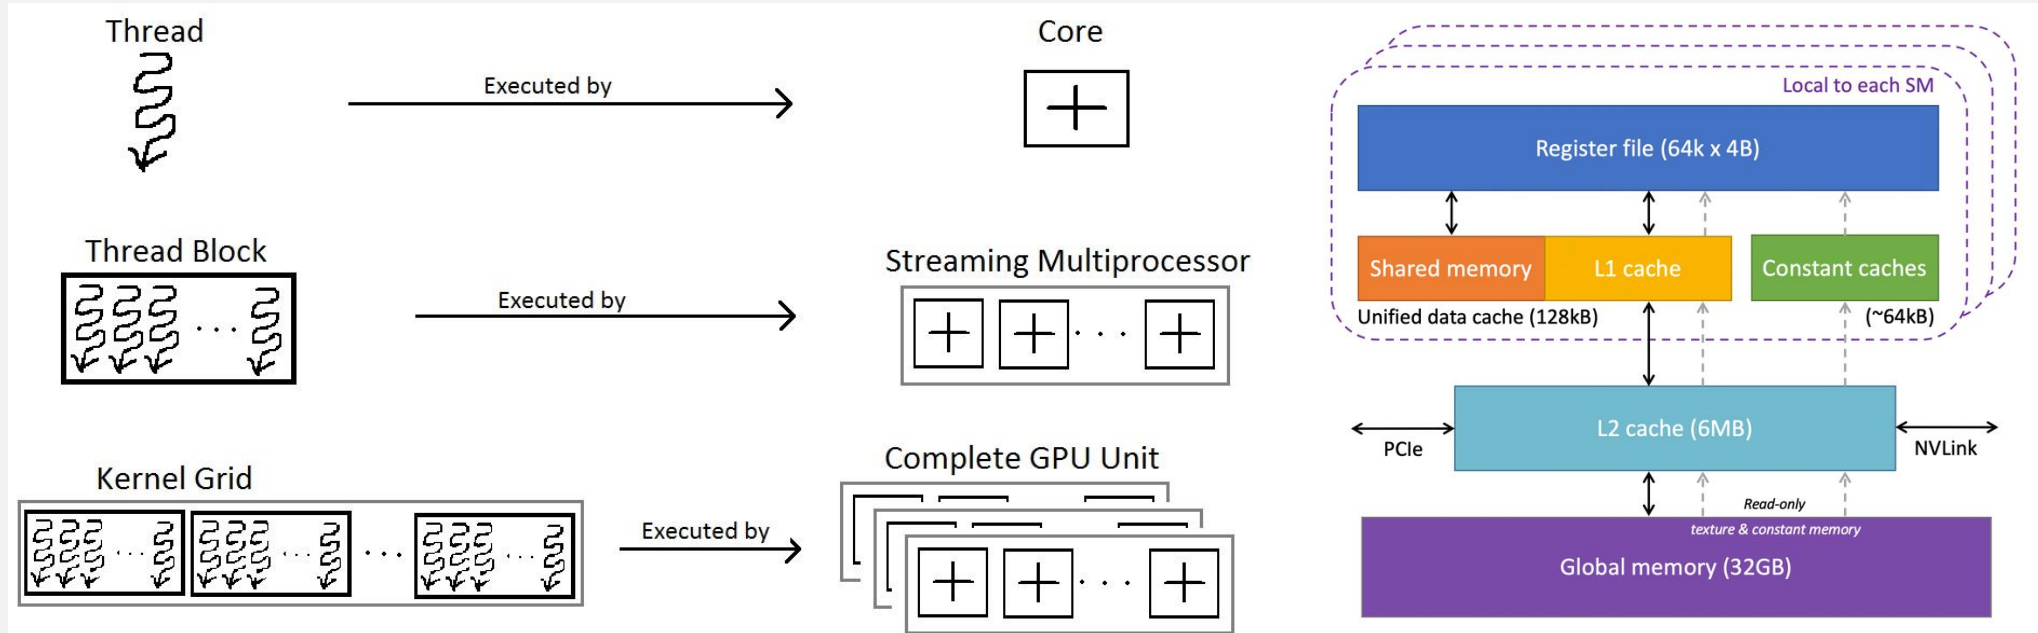 Thread
Executed by
Core
Thread Block
Executed by
Streaming Multiprocessor
Kernel Grid
Executed by
Complete GPU Unit
Local to each SM
Register file (64k x 4B)
Shared memory
L1 cache
Constant caches
Unified data cache (128kB)
(~64kB)
L2 cache (6MB)
PCIe
NVLink
Read-only
texture & constant memory
Global memory (32GB)